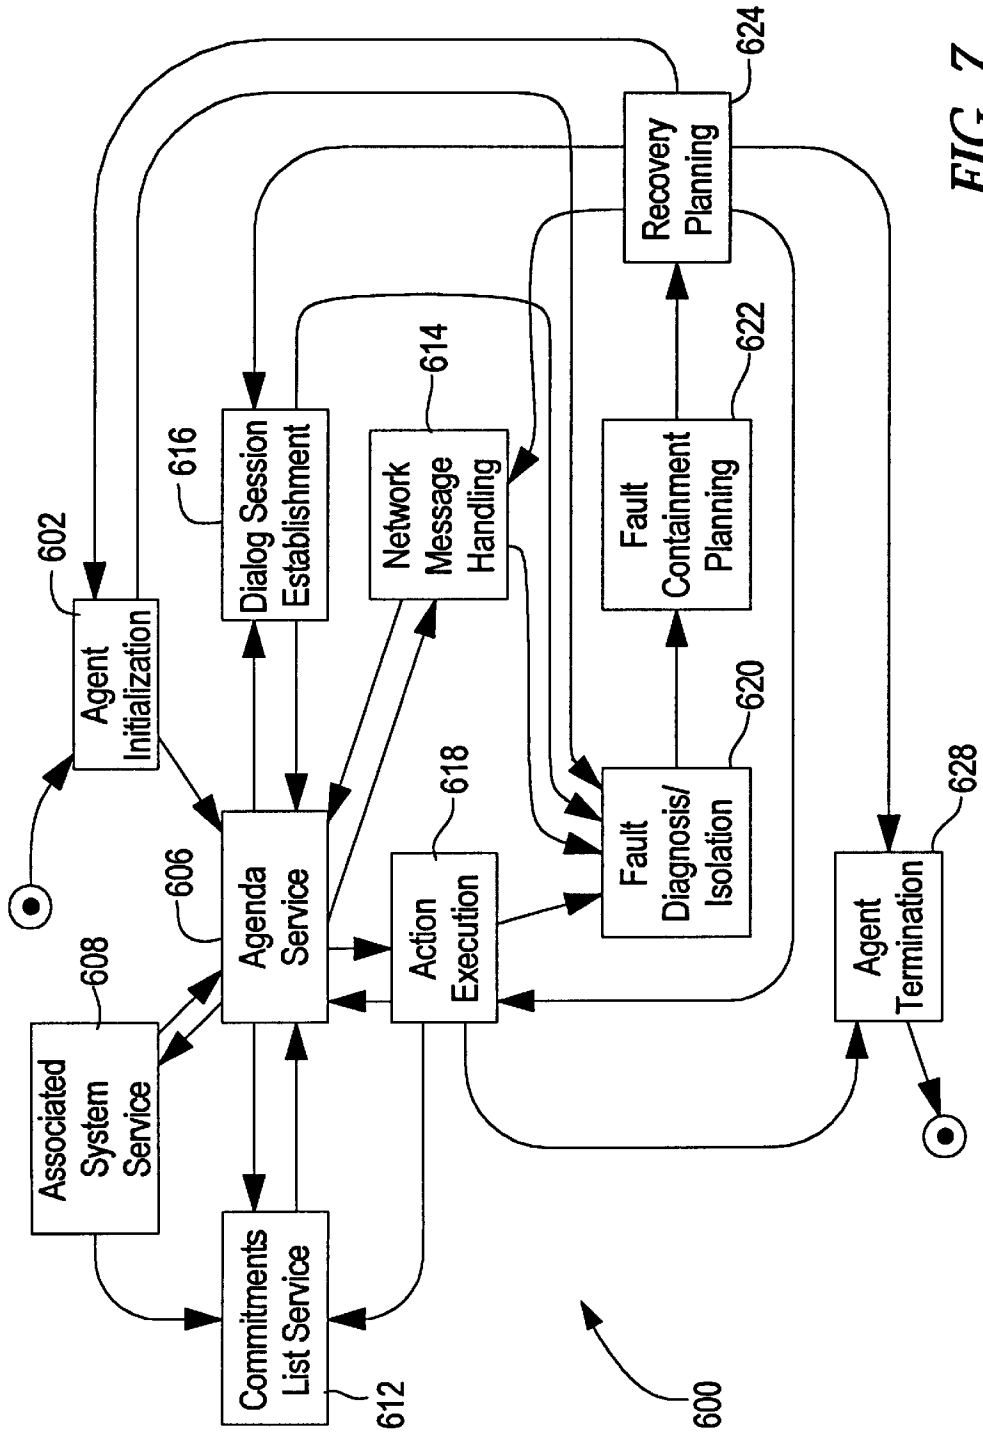 608
Associated
System
Service
602
Agent
Initialization
606
616
Commitments
List Service
612
Agenda
Service
Dialog Session
Establishment
618
614
Action
Execution
Network
Message
Handling
Fault
Diagnosis/
Isolation
620
Fault
Containment
Planning
622
Recovery
Planning
624
600
Agent
Termination
628
FIG. 7